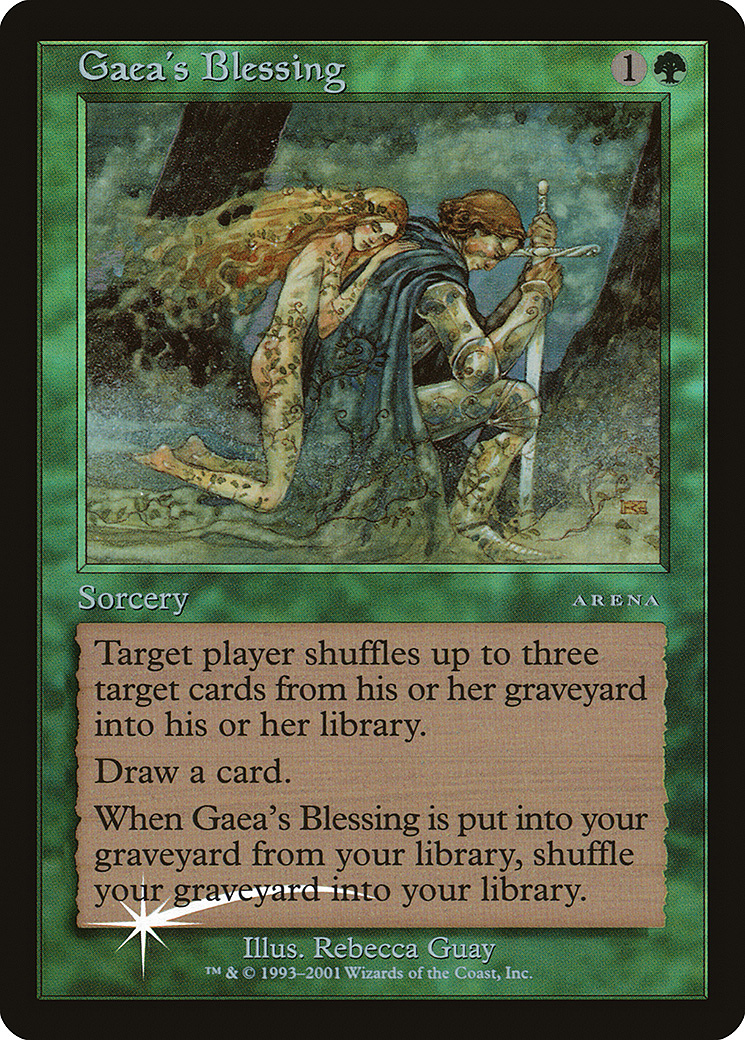 Gaea's Blessing 1
Sorcery ARENA
Target player shuffles up to three
target cards from his or her graveyard
into his or her library.
Draw a card.
When Gaea's Blessing is put into your
graveyard from your library, shuffle
your graveyard into your library.
Illus. Rebecca Guay
™ & © 1993–2001 Wizards of the Coast, Inc.